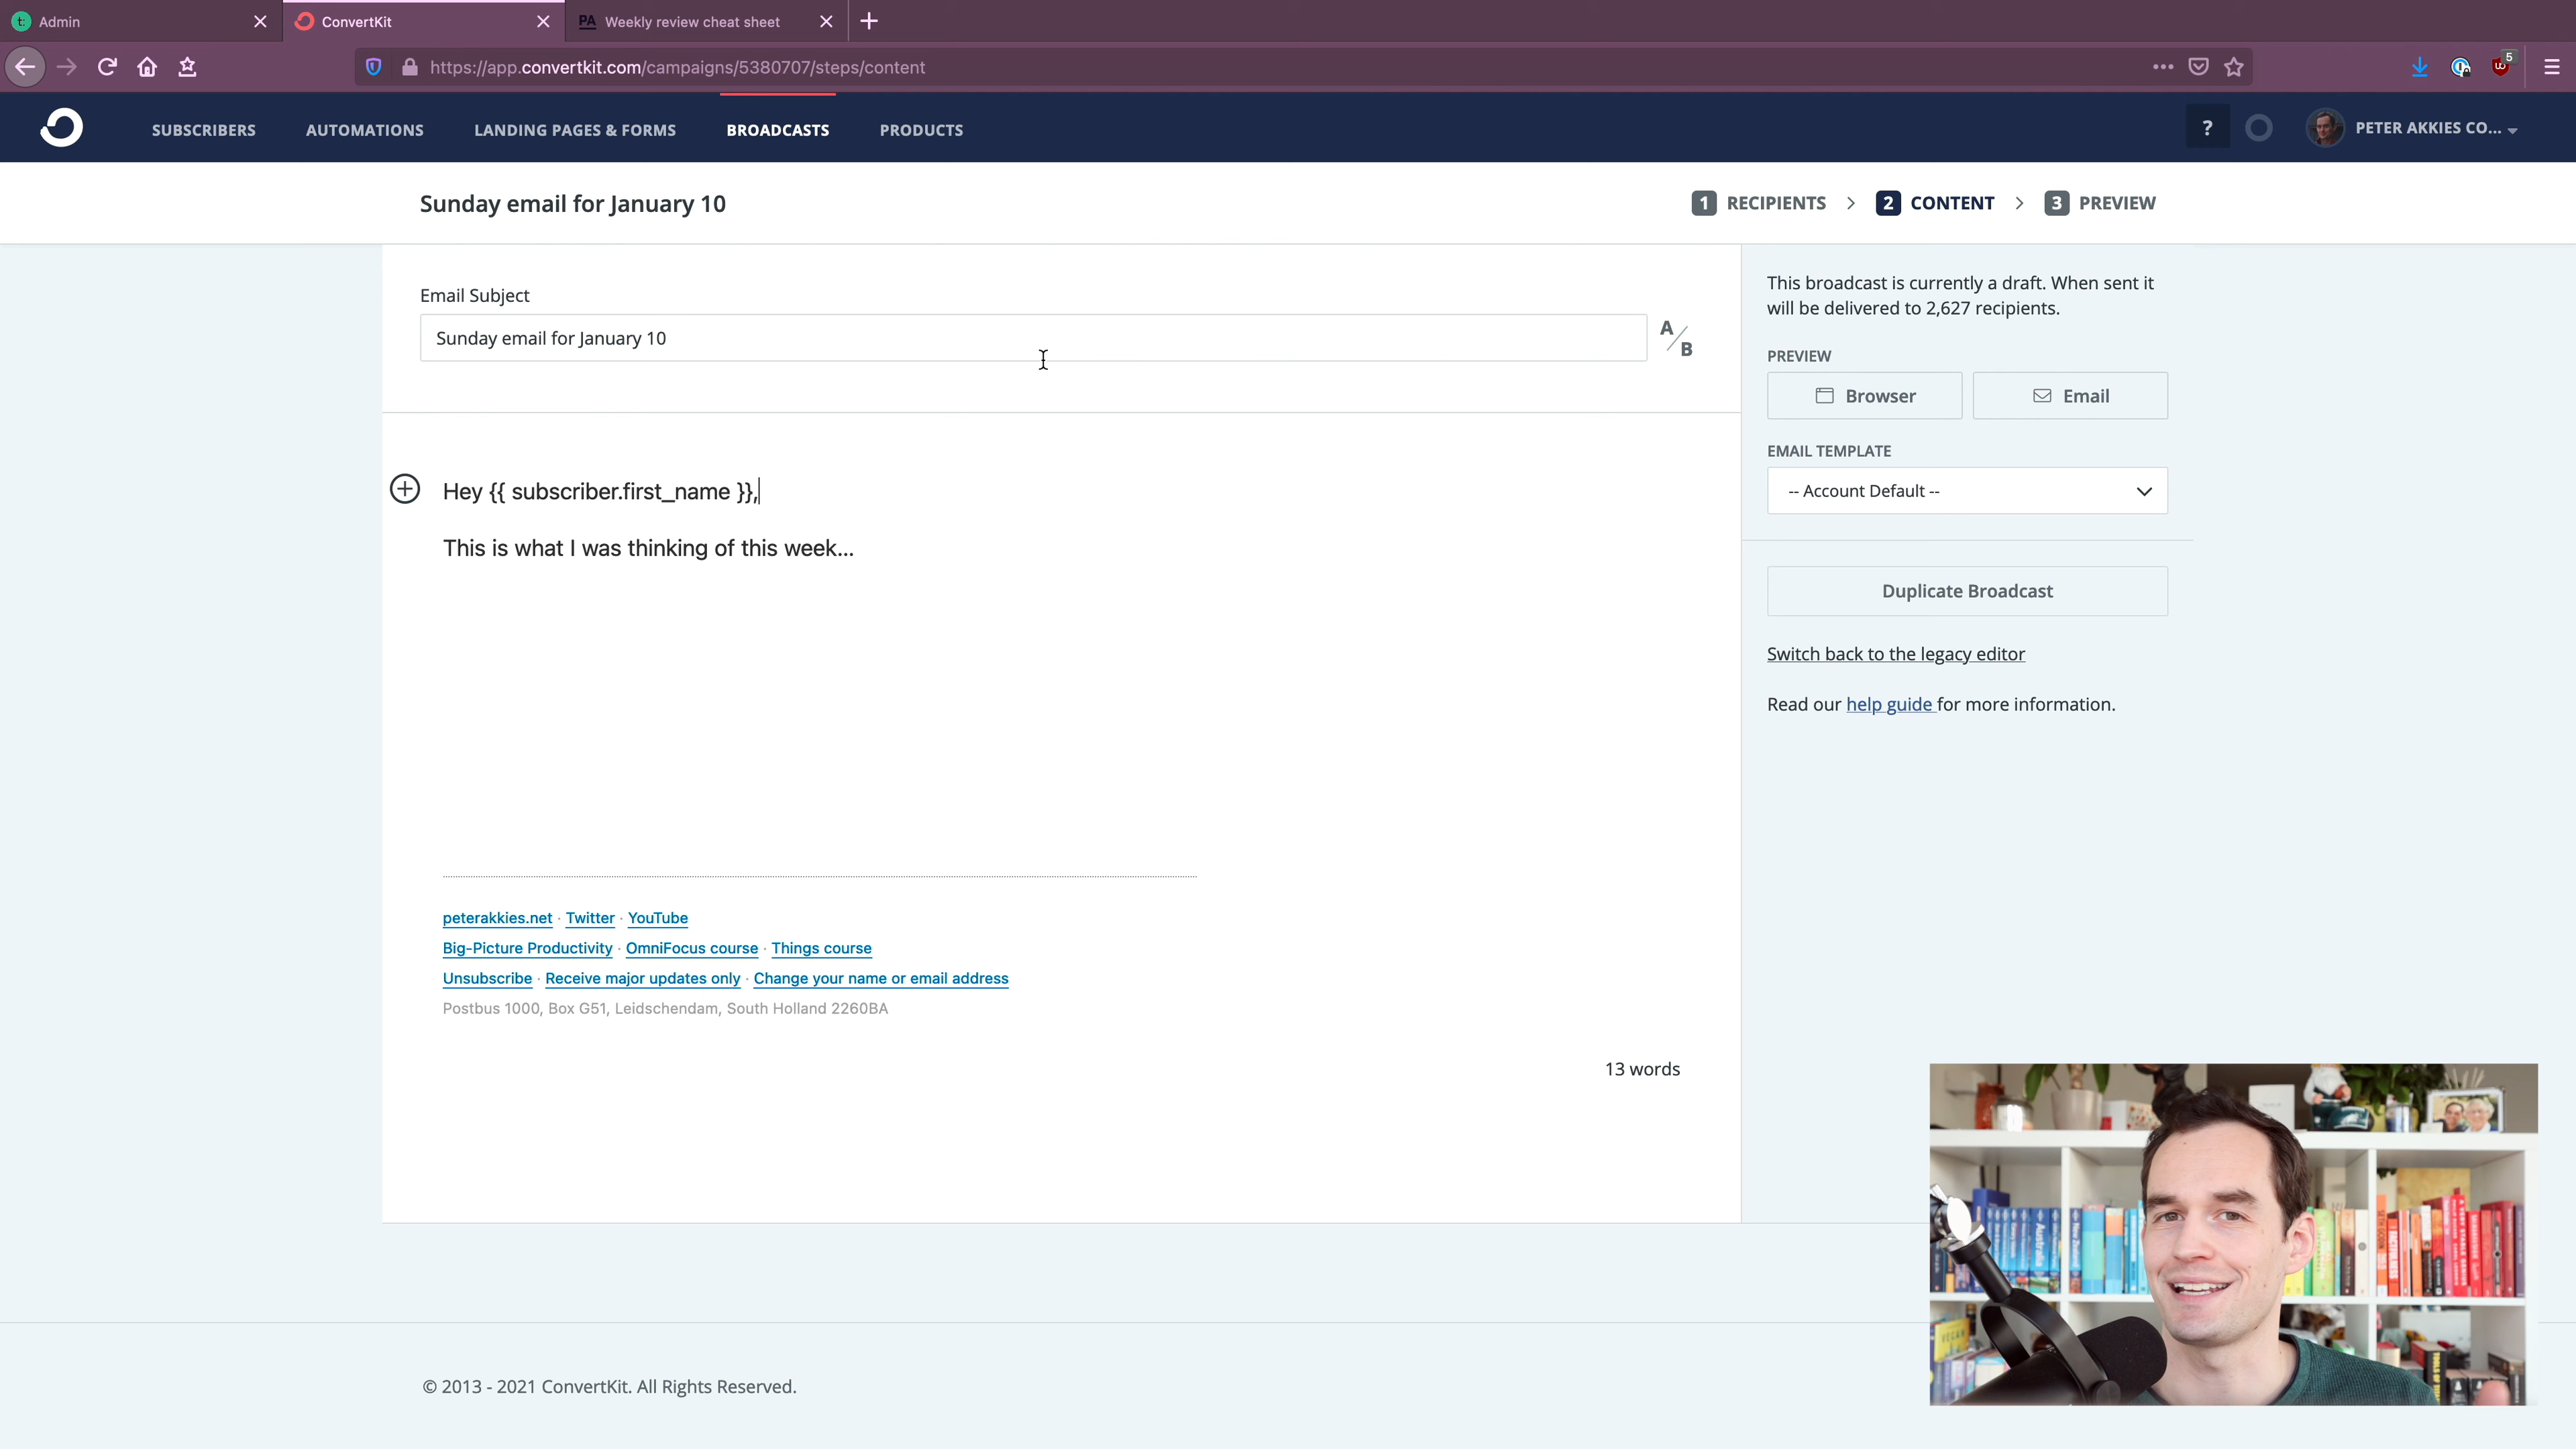 Admin
ConvertKit
PA Weekly review cheat sheet
https://app.convertkit.com/campaigns/5380707/steps/content
5
SUBSCRIBERS AUTOMATIONS LANDING PAGES & FORMS BROADCASTS PRODUCTS ? PETER AKKIES CO...
Sunday email for January 10
1 RECIPIENTS > 2 CONTENT > 3 PREVIEW
Email Subject
Sunday email for January 10
A/B
Hey {{ subscriber.first_name }},
This is what I was thinking of this week...
peterakkies.net · Twitter · YouTube
Big-Picture Productivity · OmniFocus course · Things course
Unsubscribe · Receive major updates only · Change your name or email address
Postbus 1000, Box G51, Leidschendam, South Holland 2260BA
13 words
This broadcast is currently a draft. When sent it
will be delivered to 2,627 recipients.
PREVIEW
Browser
Email
EMAIL TEMPLATE
-- Account Default --
Duplicate Broadcast
Switch back to the legacy editor
Read our help guide for more information.
© 2013 - 2021 ConvertKit. All Rights Reserved.
Australia